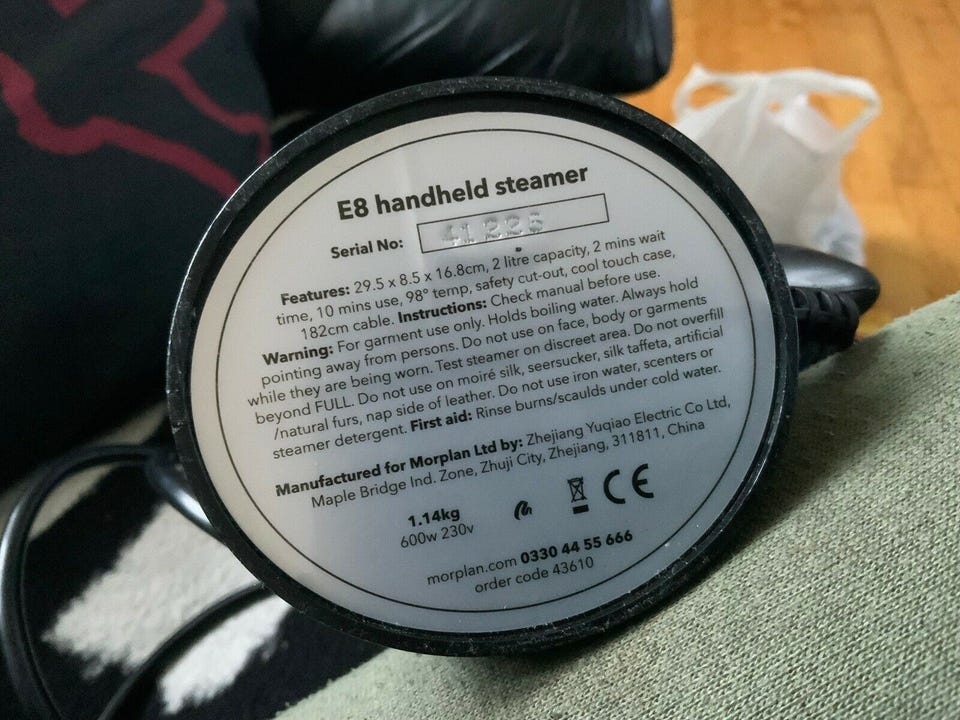 E8 handheld steamer
Serial No: 41226
Features: 29.5 x 8.5 x 16.8cm, 2 litre capacity, 2 mins wait
time, 10 mins use, 98° temp, safety cut-out, cool touch case,
182cm cable. Instructions: Check manual before use.
Warning: For garment use only. Holds boiling water. Always hold
pointing away from persons. Do not use on face, body or garments
while they are being worn. Test steamer on discreet area. Do not overfill
beyond FULL. Do not use on moiré silk, seersucker, silk taffeta, artificial
/natural furs, nap side of leather. Do not use iron water, scenters or
steamer detergent. First aid: Rinse burns/scaulds under cold water.
Manufactured for Morplan Ltd by: Zhejiang Yuqiao Electric Co Ltd,
Maple Bridge Ind. Zone, Zhuji City, Zhejiang, 311811, China
1.14kg
600w 230v
CE
morplan.com 0330 44 55 666
order code 43610